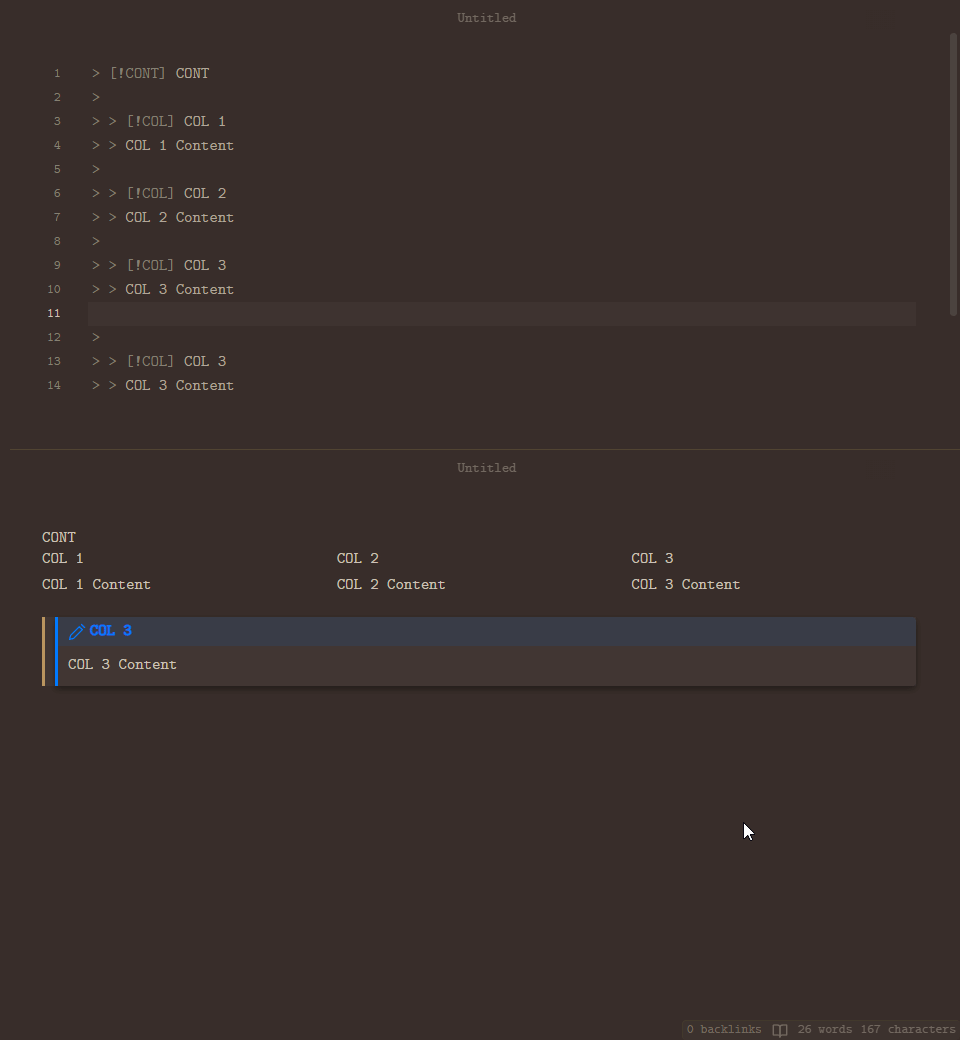 Untitled
1 > [!CONT] CONT
2 >
3 > > [!COL] COL 1
4 > > COL 1 Content
5 >
6 > > [!COL] COL 2
7 > > COL 2 Content
8 >
9 > > [!COL] COL 3
10 > > COL 3 Content
11
12 >
13 > > [!COL] COL 3
14 > > COL 3 Content
Untitled
CONT
COL 1 COL 2 COL 3
COL 1 Content COL 2 Content COL 3 Content
COL 3
COL 3 Content
0 backlinks 26 words 167 characters